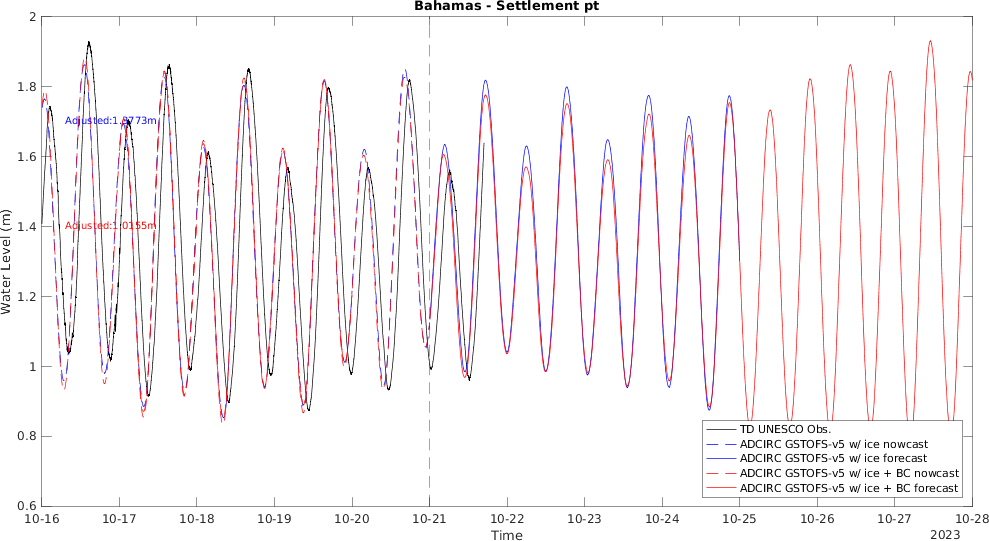 Bahamas - Settlement pt
2
1.8
1.6
1.4
1.2
1
0.8
0.6
Water Level (m)
Adjusted:1.0155m
TD UNESCO Obs.
ADCIRC GSTOFS-v5 w/ ice nowcast
ADCIRC GSTOFS-v5 w/ ice forecast
ADCIRC GSTOFS-v5 w/ ice + BC nowcast
ADCIRC GSTOFS-v5 w/ ice + BC forecast
10-16 10-17 10-18 10-19 10-20 10-21 10-22 10-23 10-24 10-25 10-26 10-27 10-28
Time
2023